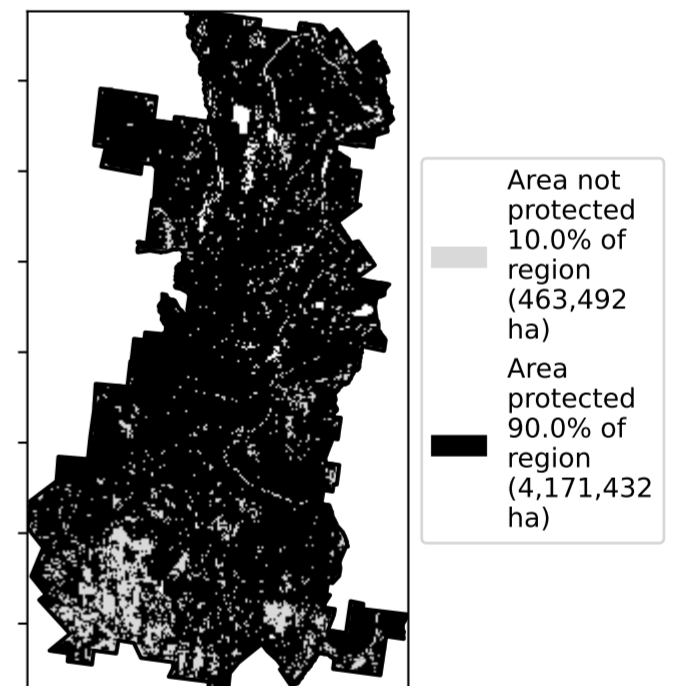 Area not
protected
10.0% of
region
(463,492
ha)
Area
protected
90.0% of
region
(4,171,432
ha)